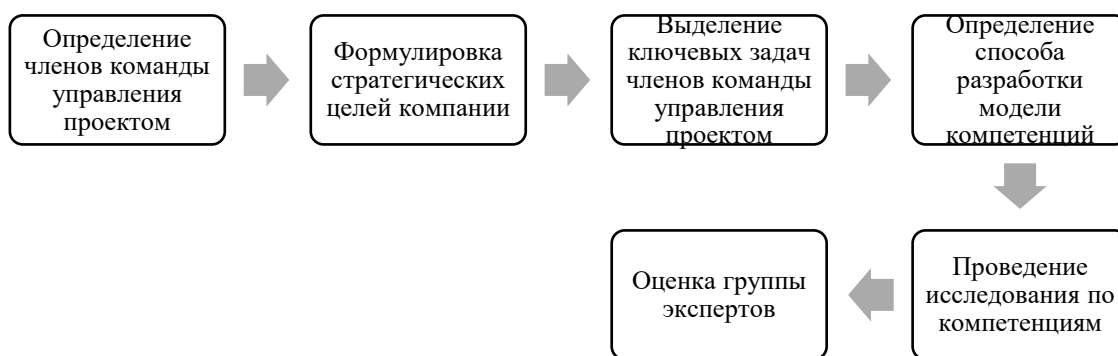 Определение
членов команды
управления
проектом
Формулировка
стратегических
целей компании
Выделение
ключевых задач
членов команды
управления
проектом
Определение
способа
разработки
модели
компетенций
Проведение
исследования по
компетенциям
Оценка группы
экспертов